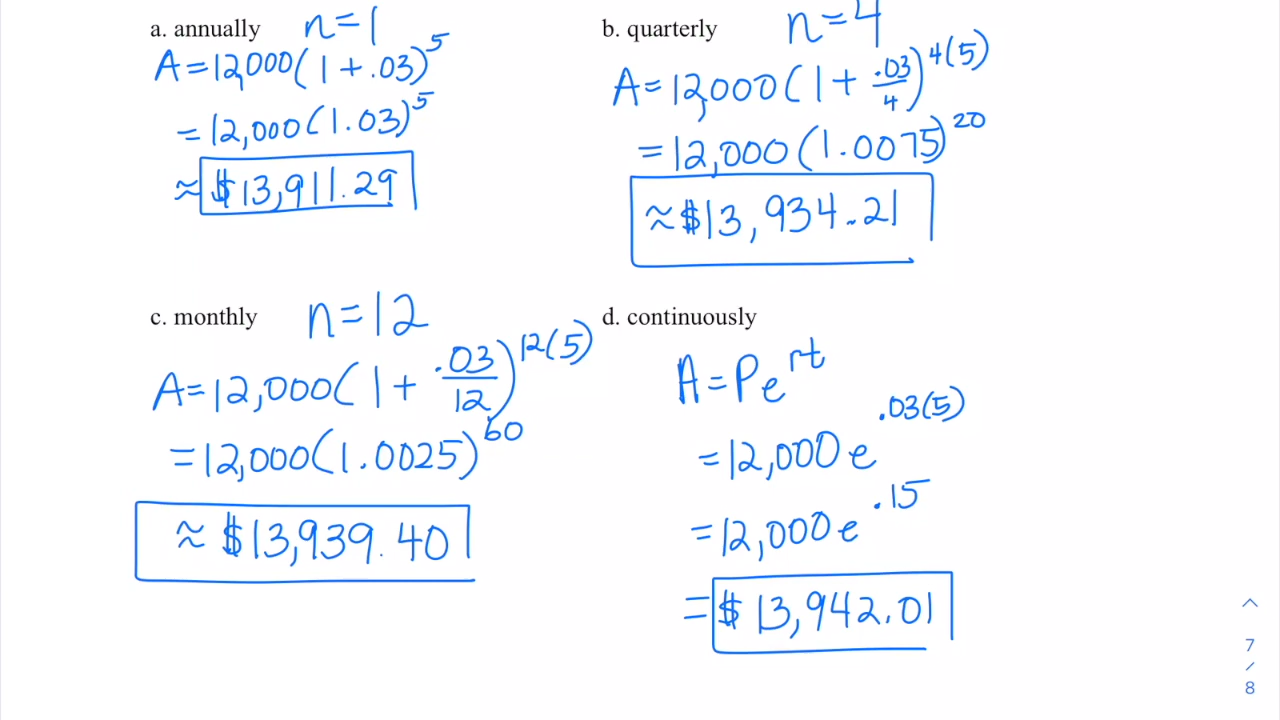 a. annually n=1
A=12,000(1+.03)^5
=12,000(1.03)^5
≈$13,911.29
b. quarterly n=4
A=12,000(1+.03/4)^4(5)
=12,000(1.0075)^20
≈$13,934.21
c. monthly n=12
A=12,000(1+.03/12)^12(5)
=12,000(1.0025)^60
≈$13,939.40
d. continuously
A=Pe^rt
=12,000e^.03(5)
=12,000e^.15
=$13,942.01
7
/
8